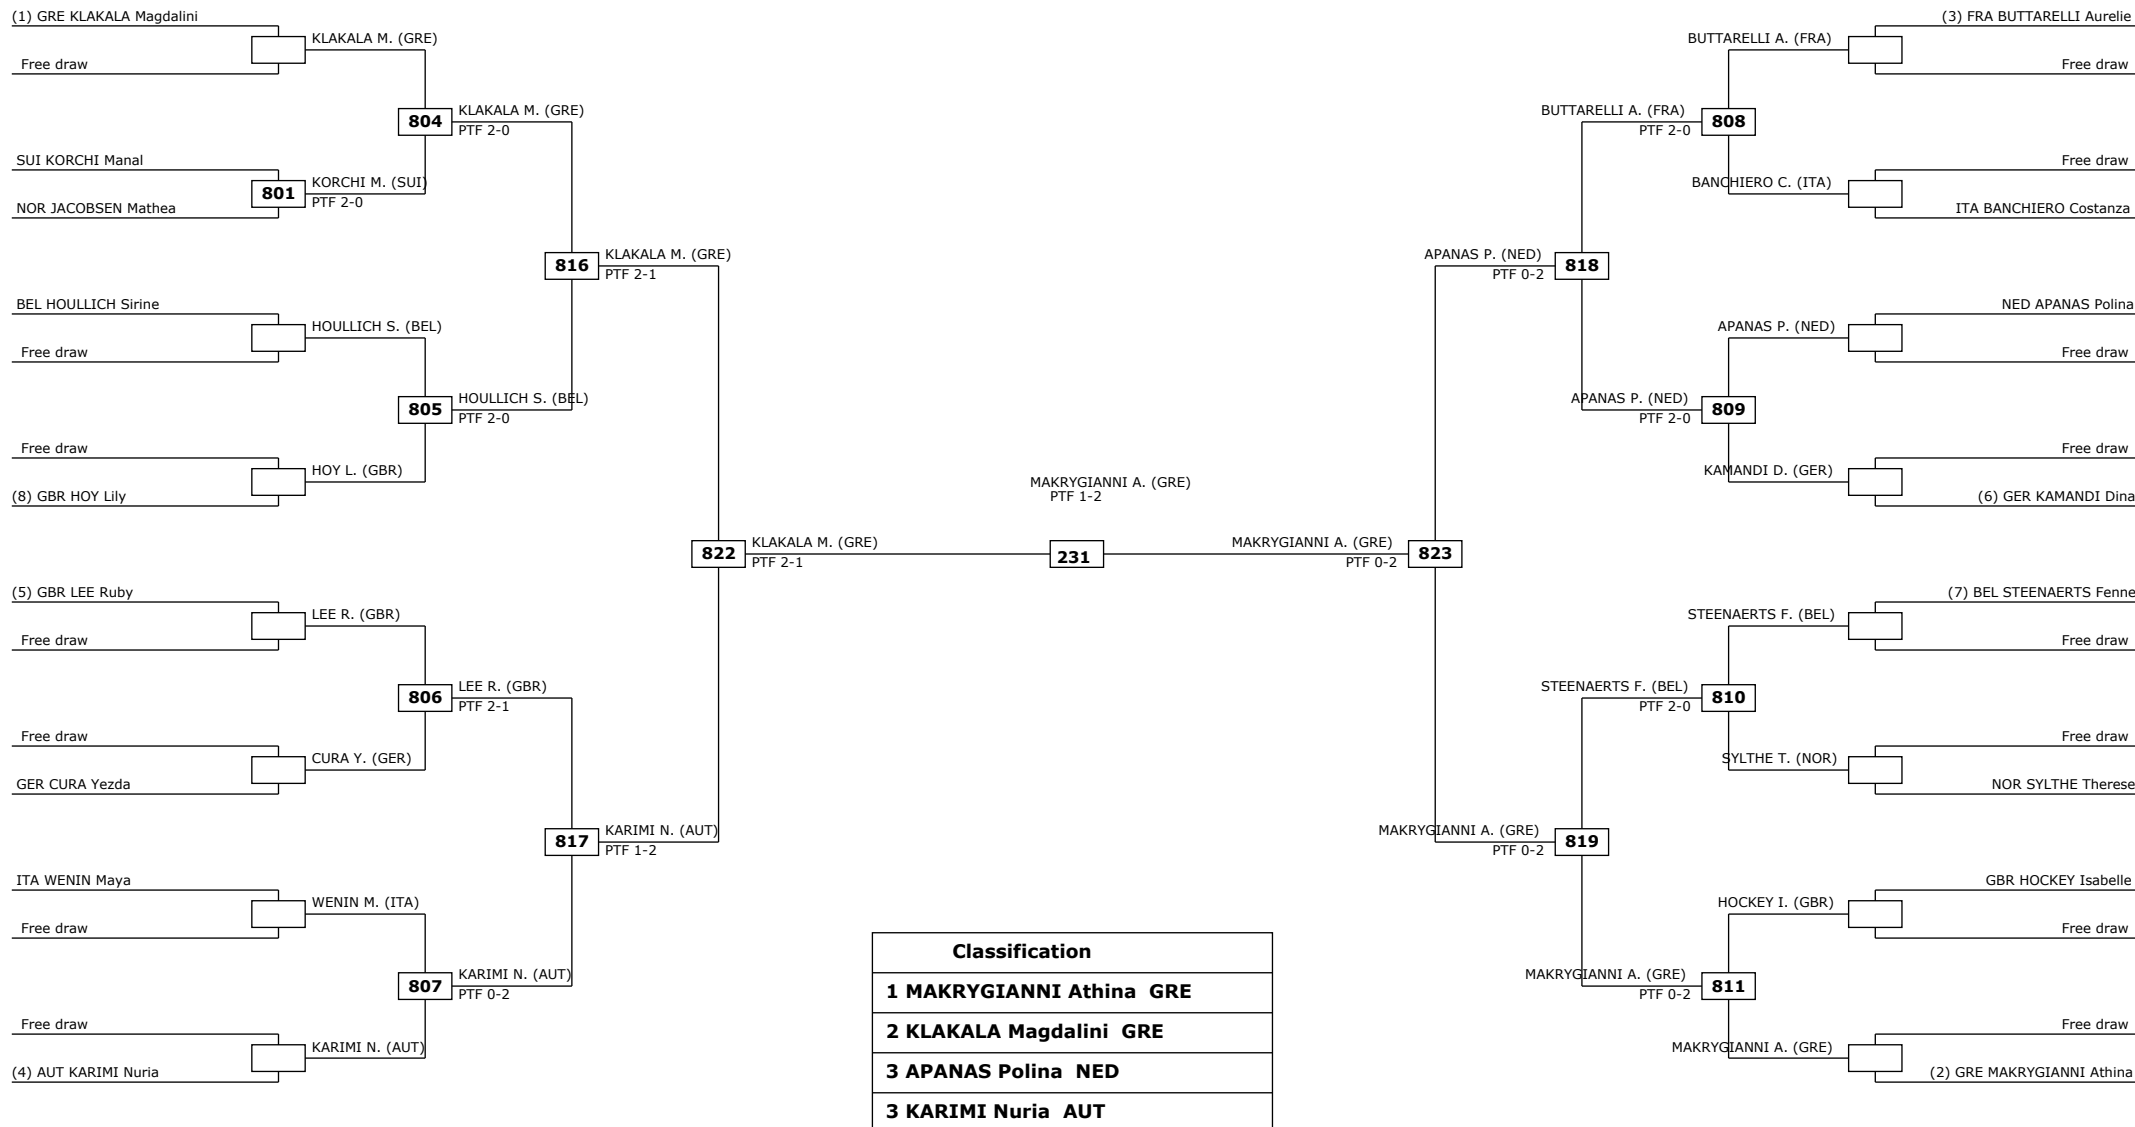 (1) GRE KLAKALA Magdalini
Free draw
KLAKALA M. (GRE)
804
KLAKALA M. (GRE)
PTF 2-0
SUI KORCHI Manal
NOR JACOBSEN Mathea
801
KORCHI M. (SUI)
PTF 2-0
816
KLAKALA M. (GRE)
PTF 2-1
BEL HOULLICH Sirine
Free draw
HOULLICH S. (BEL)
805
HOULLICH S. (BEL)
PTF 2-0
Free draw
(8) GBR HOY Lily
HOY L. (GBR)
822
KLAKALA M. (GRE)
PTF 2-1
(5) GBR LEE Ruby
Free draw
LEE R. (GBR)
806
LEE R. (GBR)
PTF 2-1
Free draw
GER CURA Yezda
CURA Y. (GER)
817
KARIMI N. (AUT)
PTF 1-2
ITA WENIN Maya
Free draw
WENIN M. (ITA)
807
KARIMI N. (AUT)
PTF 0-2
Free draw
(4) AUT KARIMI Nuria
KARIMI N. (AUT)
MAKRYGIANNI A. (GRE)
PTF 1-2
231
(3) FRA BUTTARELLI Aurelie
Free draw
BUTTARELLI A. (FRA)
BUTTARELLI A. (FRA)
PTF 2-0
808
Free draw
ITA BANCHIERO Costanza
BANCHIERO C. (ITA)
APANAS P. (NED)
PTF 0-2
818
NED APANAS Polina
Free draw
APANAS P. (NED)
APANAS P. (NED)
PTF 2-0
809
Free draw
(6) GER KAMANDI Dina
KAMANDI D. (GER)
MAKRYGIANNI A. (GRE)
PTF 0-2
823
(7) BEL STEENAERTS Fenne
Free draw
STEENAERTS F. (BEL)
STEENAERTS F. (BEL)
PTF 2-0
810
Free draw
NOR SYLTHE Therese
SYLTHE T. (NOR)
MAKRYGIANNI A. (GRE)
PTF 0-2
819
GBR HOCKEY Isabelle
Free draw
HOCKEY I. (GBR)
MAKRYGIANNI A. (GRE)
PTF 0-2
811
Free draw
(2) GRE MAKRYGIANNI Athina
MAKRYGIANNI A. (GRE)
Classification
1 MAKRYGIANNI Athina GRE
2 KLAKALA Magdalini GRE
3 APANAS Polina NED
3 KARIMI Nuria AUT